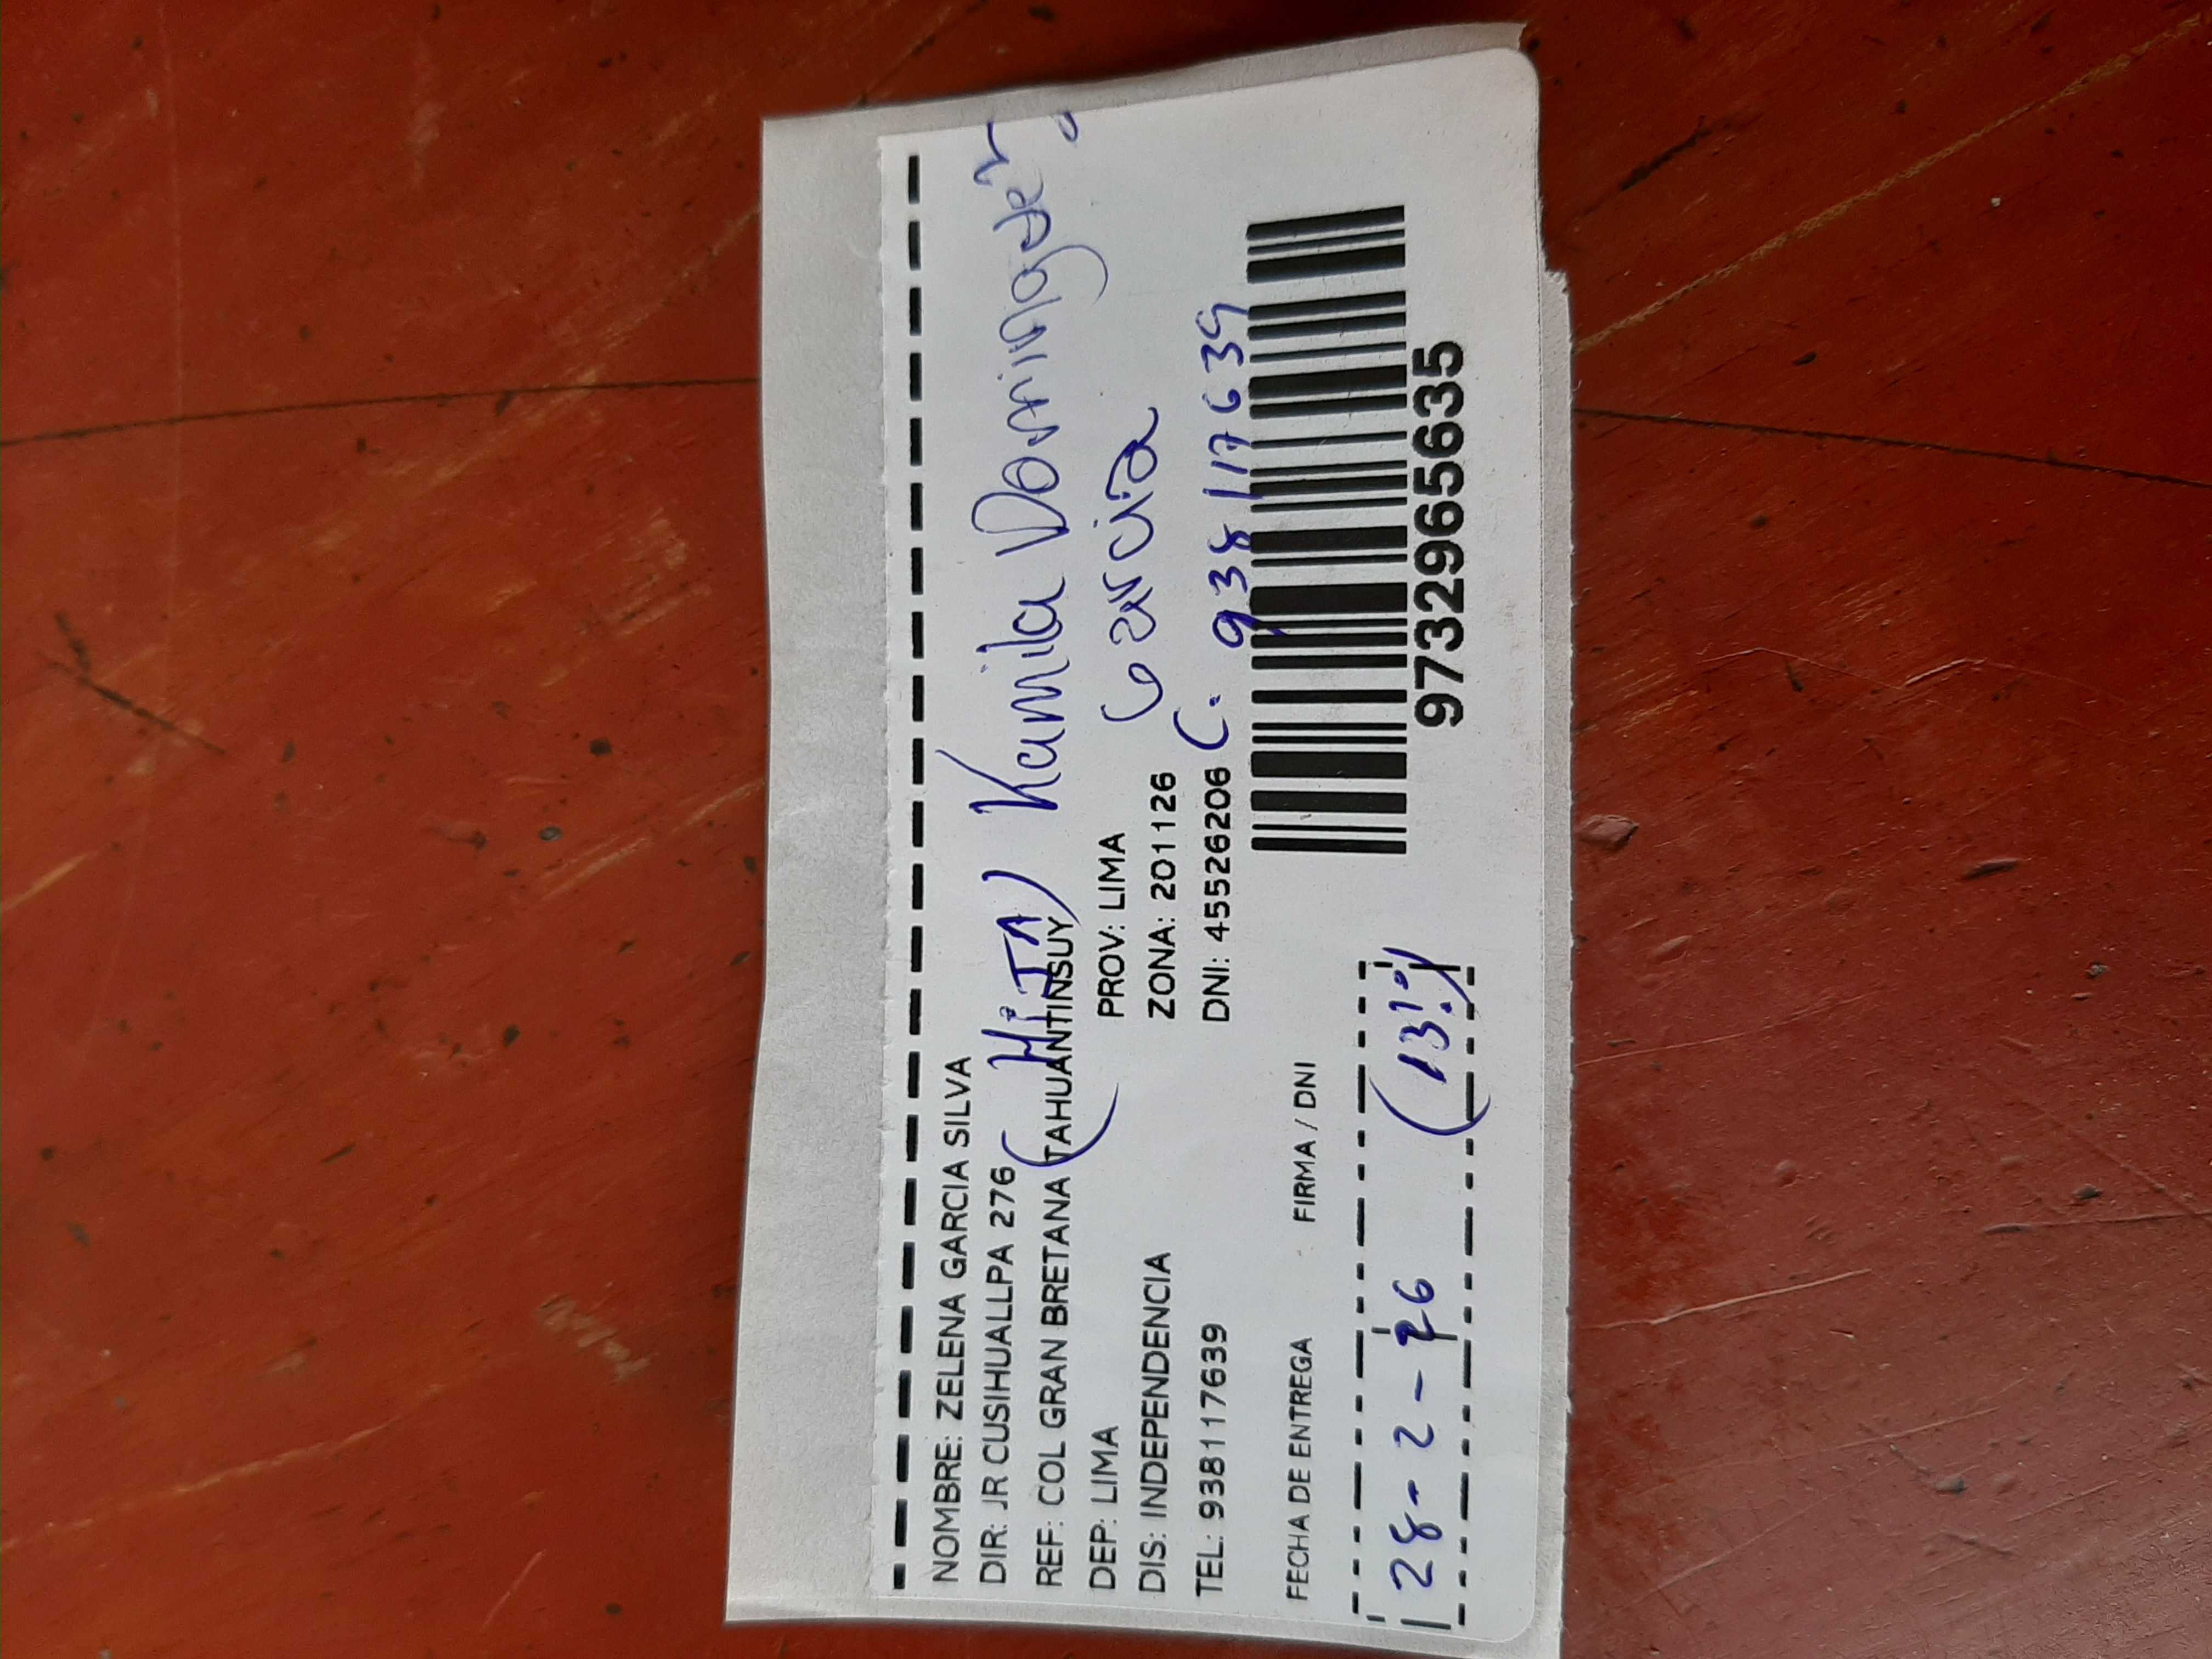 NOMBRE: ZELENA GARCIA SILVA
DIR: JR CUSIHUALLPA 276
(HIJA) Kamila Dominguez
REF: COL GRAN BRETANA TAHUANTINSUY
Garcia
DEP: LIMA PROV: LIMA
DIS: INDEPENDENCIA ZONA: 201126
TEL: 938117639 DNI: 45526206
C. 938117639
9732965635
FECHA DE ENTREGA FIRMA / DNI
28-2-26 (13:10)